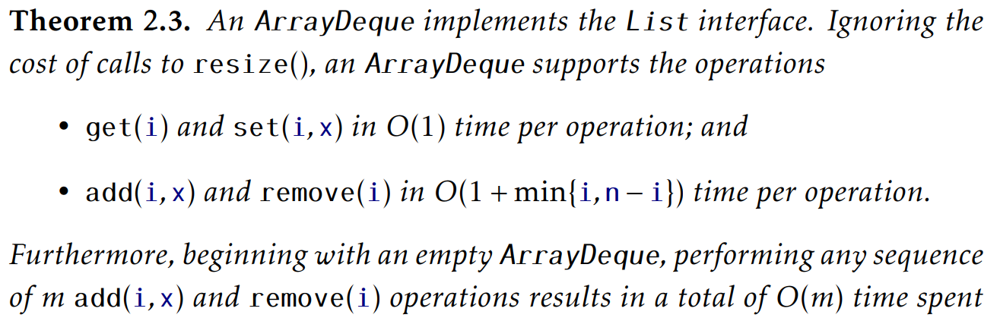 Theorem 2.3. An ArrayDeque implements the List interface. Ignoring the
cost of calls to resize(), an ArrayDeque supports the operations
• get(i) and set(i,x) in O(1) time per operation; and
• add(i,x) and remove(i) in O(1 + min{i,n − i}) time per operation.
Furthermore, beginning with an empty ArrayDeque, performing any sequence
of m add(i,x) and remove(i) operations results in a total of O(m) time spent